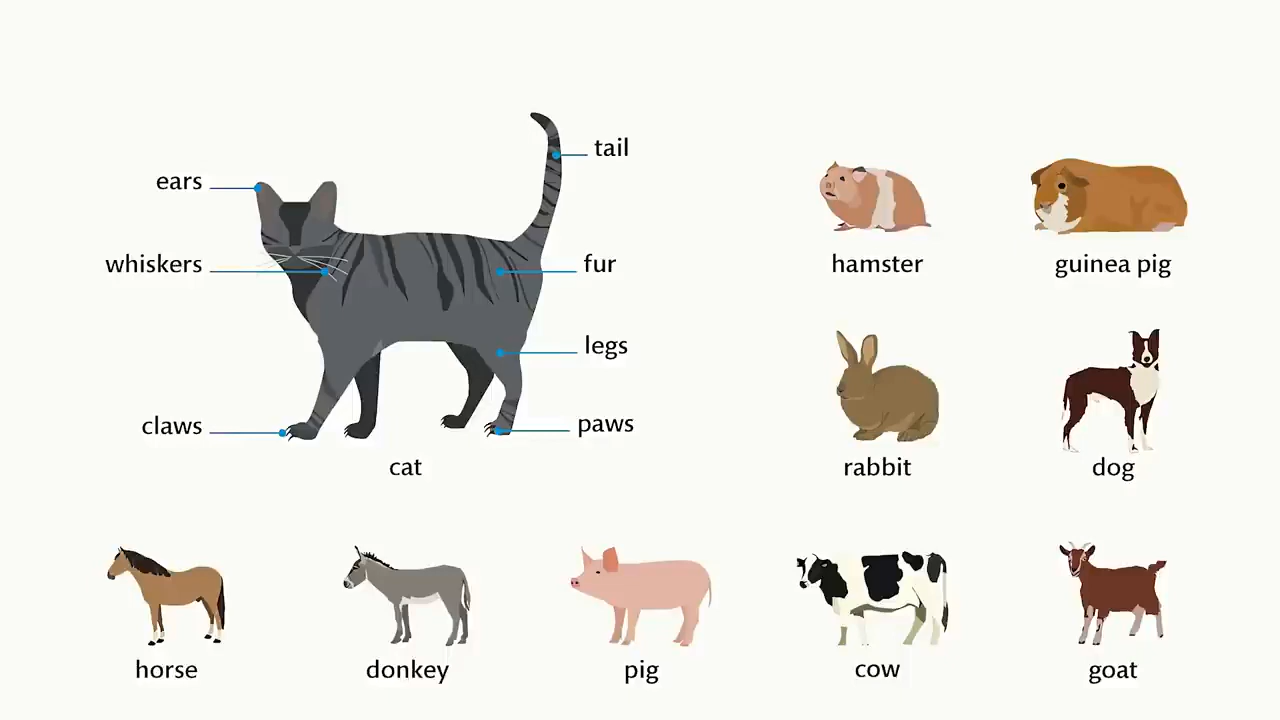 tail
ears
whiskers
fur
legs
claws
paws
cat
hamster
guinea pig
rabbit
dog
horse
donkey
pig
cow
goat